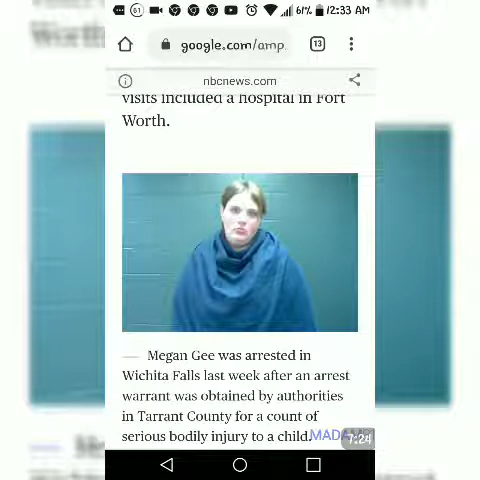 61 61% 12:33 AM
google.com/amp. 13
nbcnews.com
visits included a hospital in Fort
Worth.
Megan Gee was arrested in
Wichita Falls last week after an arrest
warrant was obtained by authorities
in Tarrant County for a count of
serious bodily injury to a child.
7:24